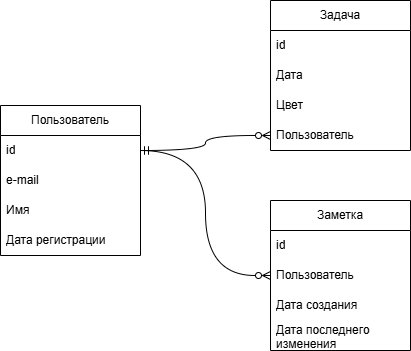 Задача
id
Дата
Цвет
Пользователь
Пользователь
id
e-mail
Имя
Дата регистрации
Заметка
id
Пользователь
Дата создания
Дата последнего
изменения